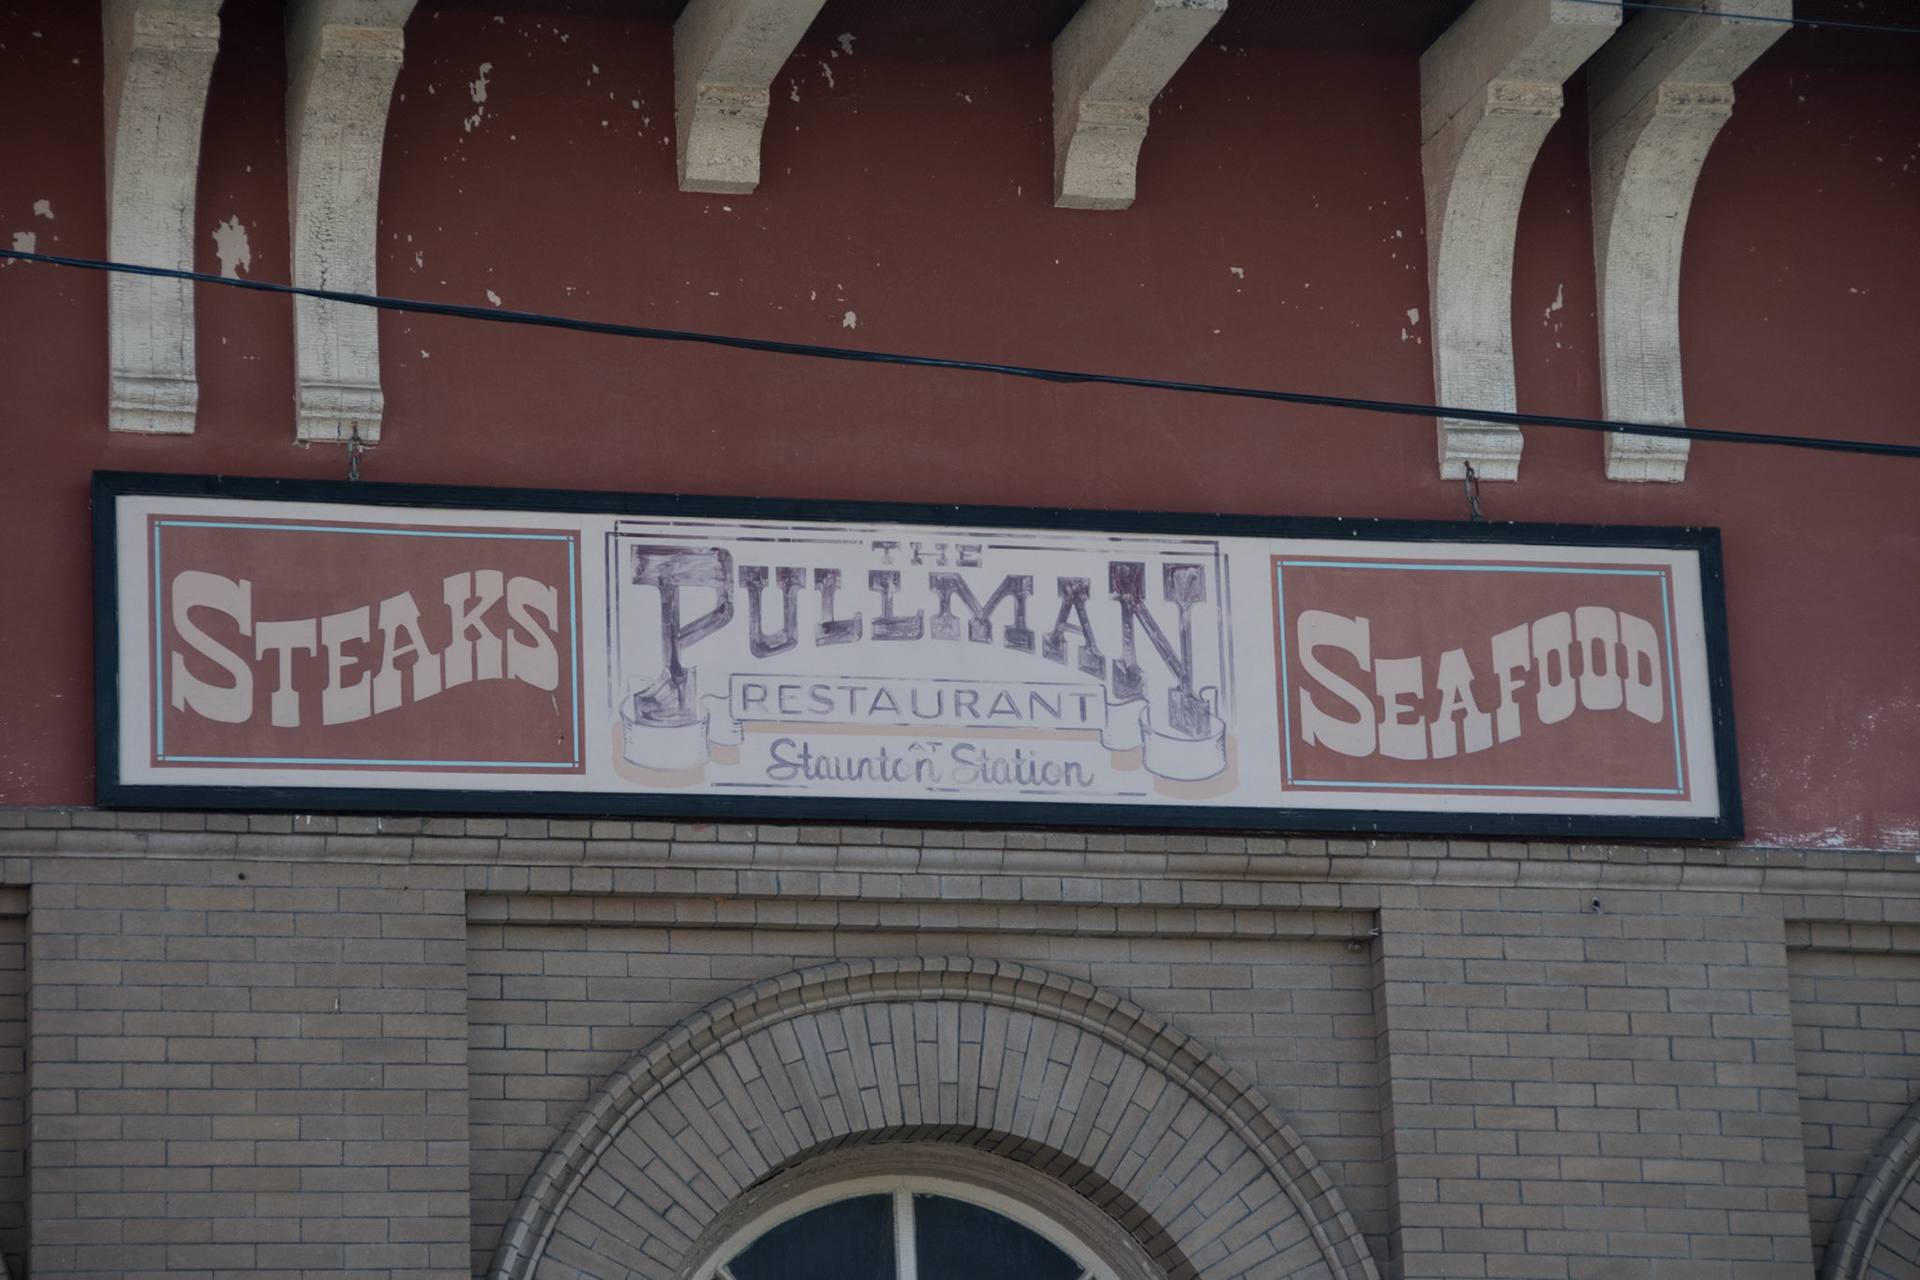 STEAKS
THE
PULLMAN
RESTAURANT
AT
Staunton Station
SEAFOOD